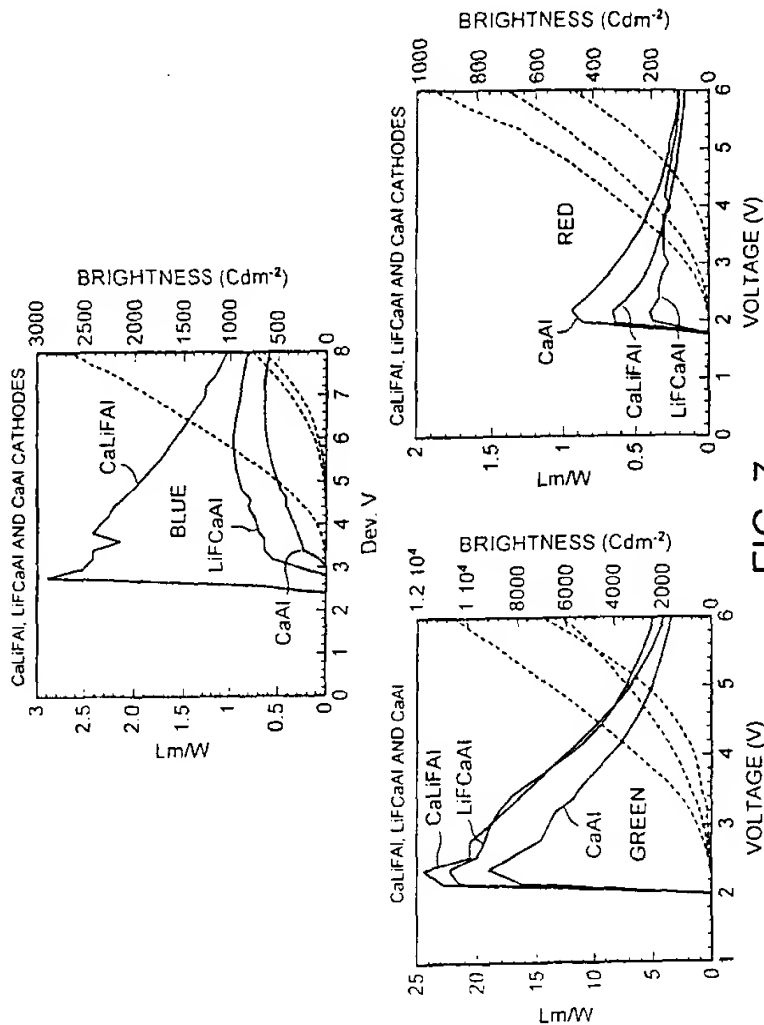 CaLiFAl, LiFCaAl AND CaAl CATHODES
BRIGHTNESS (Cdm-2)
3000
2500
2000
1500
1000
500
0
3
2.5
2.0
1.5
1
0.5
0
Lm/W
CaLiFAl
BLUE
LiFCaAl
CaAl
0
1
2
3
4
5
6
7
8
Dev. V
CaLiFAl, LiFCaAl AND CaAl
BRIGHTNESS (Cdm-2)
1.2 10⁴
1 10⁴
8000
6000
4000
2000
0
25
20
15
10
5
0
Lm/W
CaLiFAl
LiFCaAl
CaAl
GREEN
1
2
3
4
5
6
VOLTAGE (V)
CaLiFAl, LiFCaAl AND CaAl CATHODES
BRIGHTNESS (Cdm-2)
1000
800
600
400
200
0
2
1.5
1
0.5
0
Lm/W
RED
CaAl
CaLiFAl
LiFCaAl
0
1
2
3
4
5
6
VOLTAGE (V)